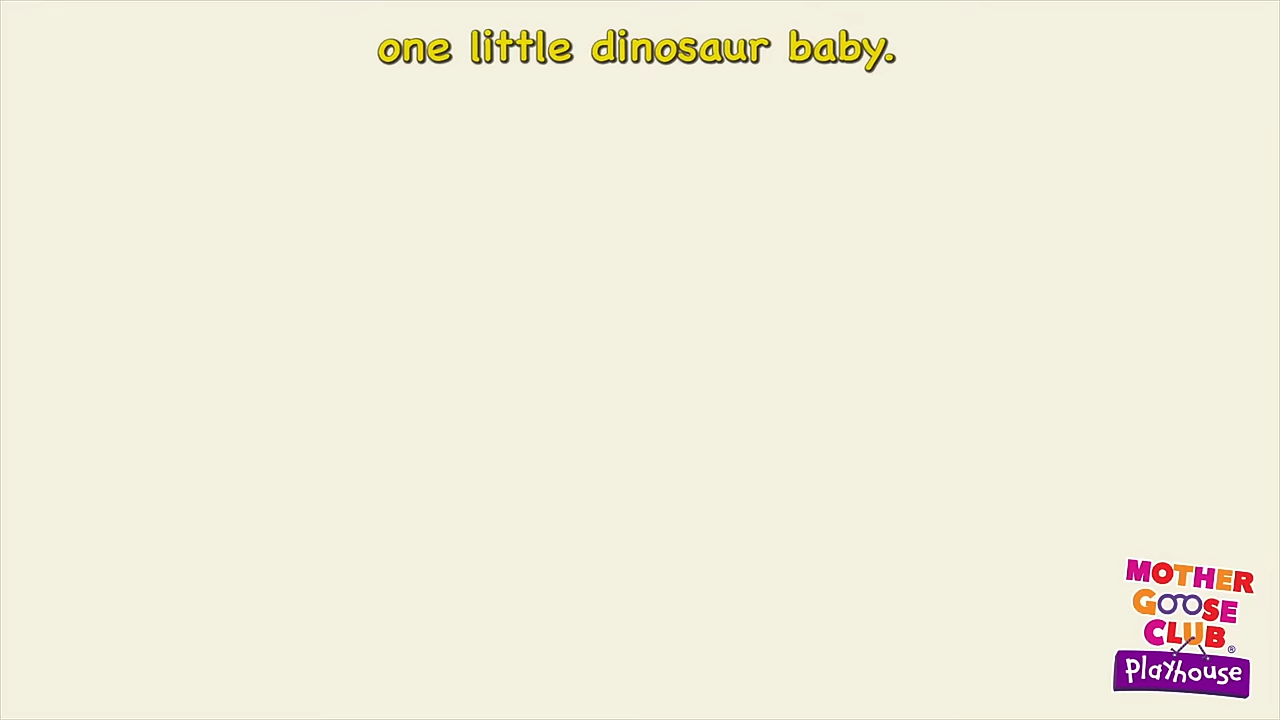 one little dinosaur baby.
MOTHER
GOOSE
CLUB®
Playhouse